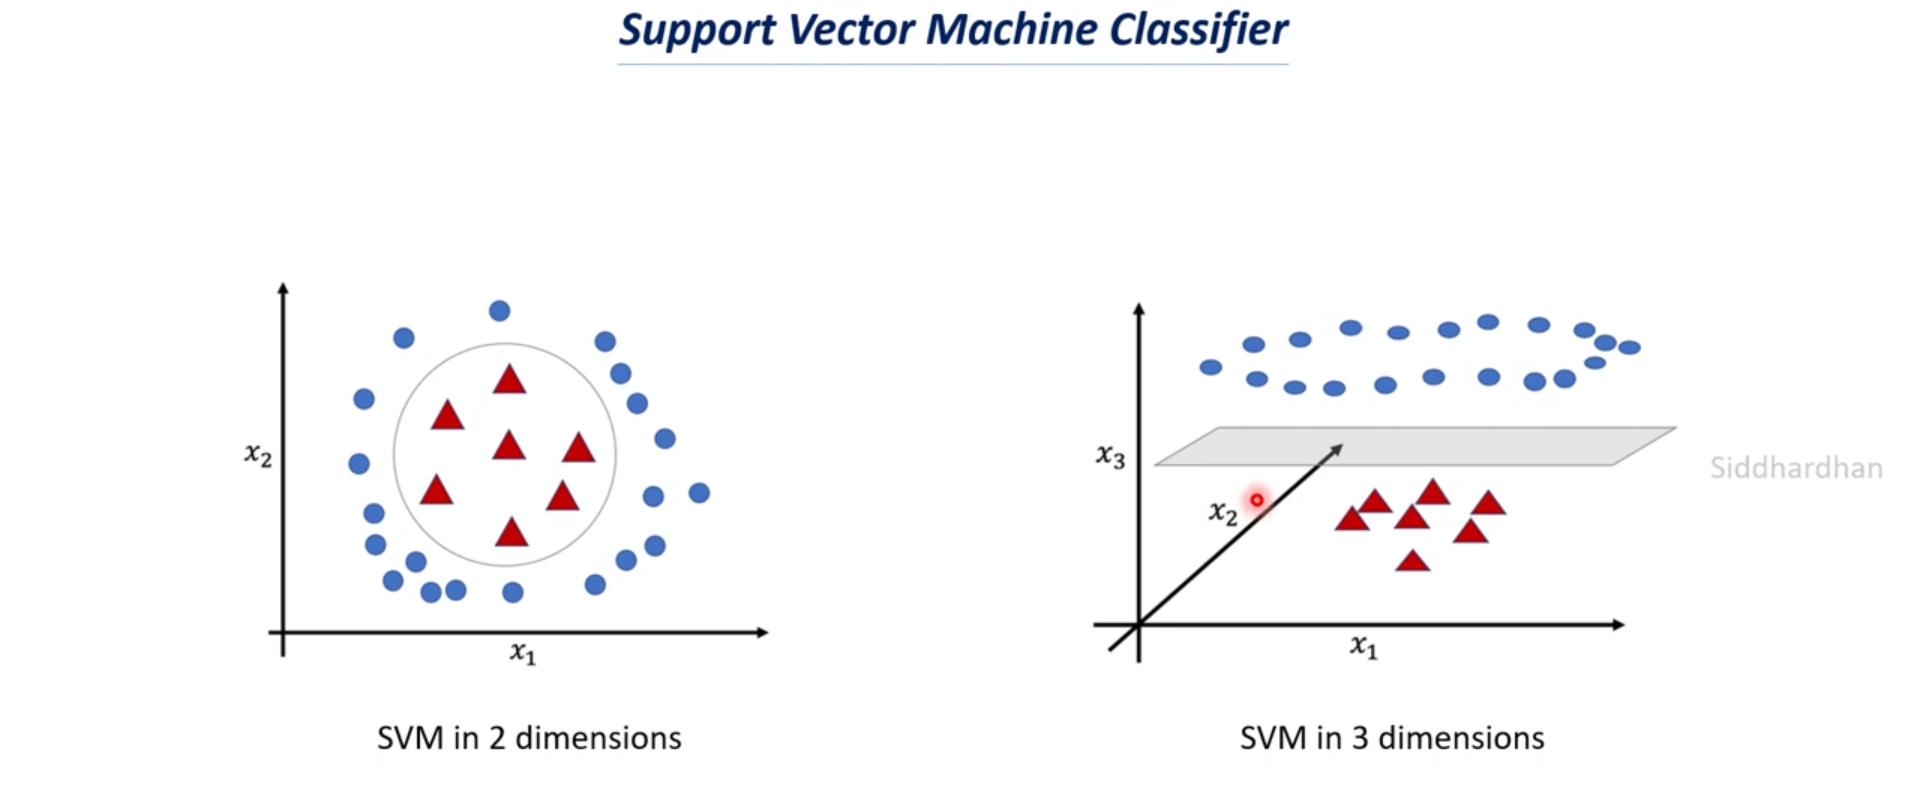 Support Vector Machine Classifier
x₂
x₁
SVM in 2 dimensions
x₃
x₂
x₁
SVM in 3 dimensions
Siddhardhan